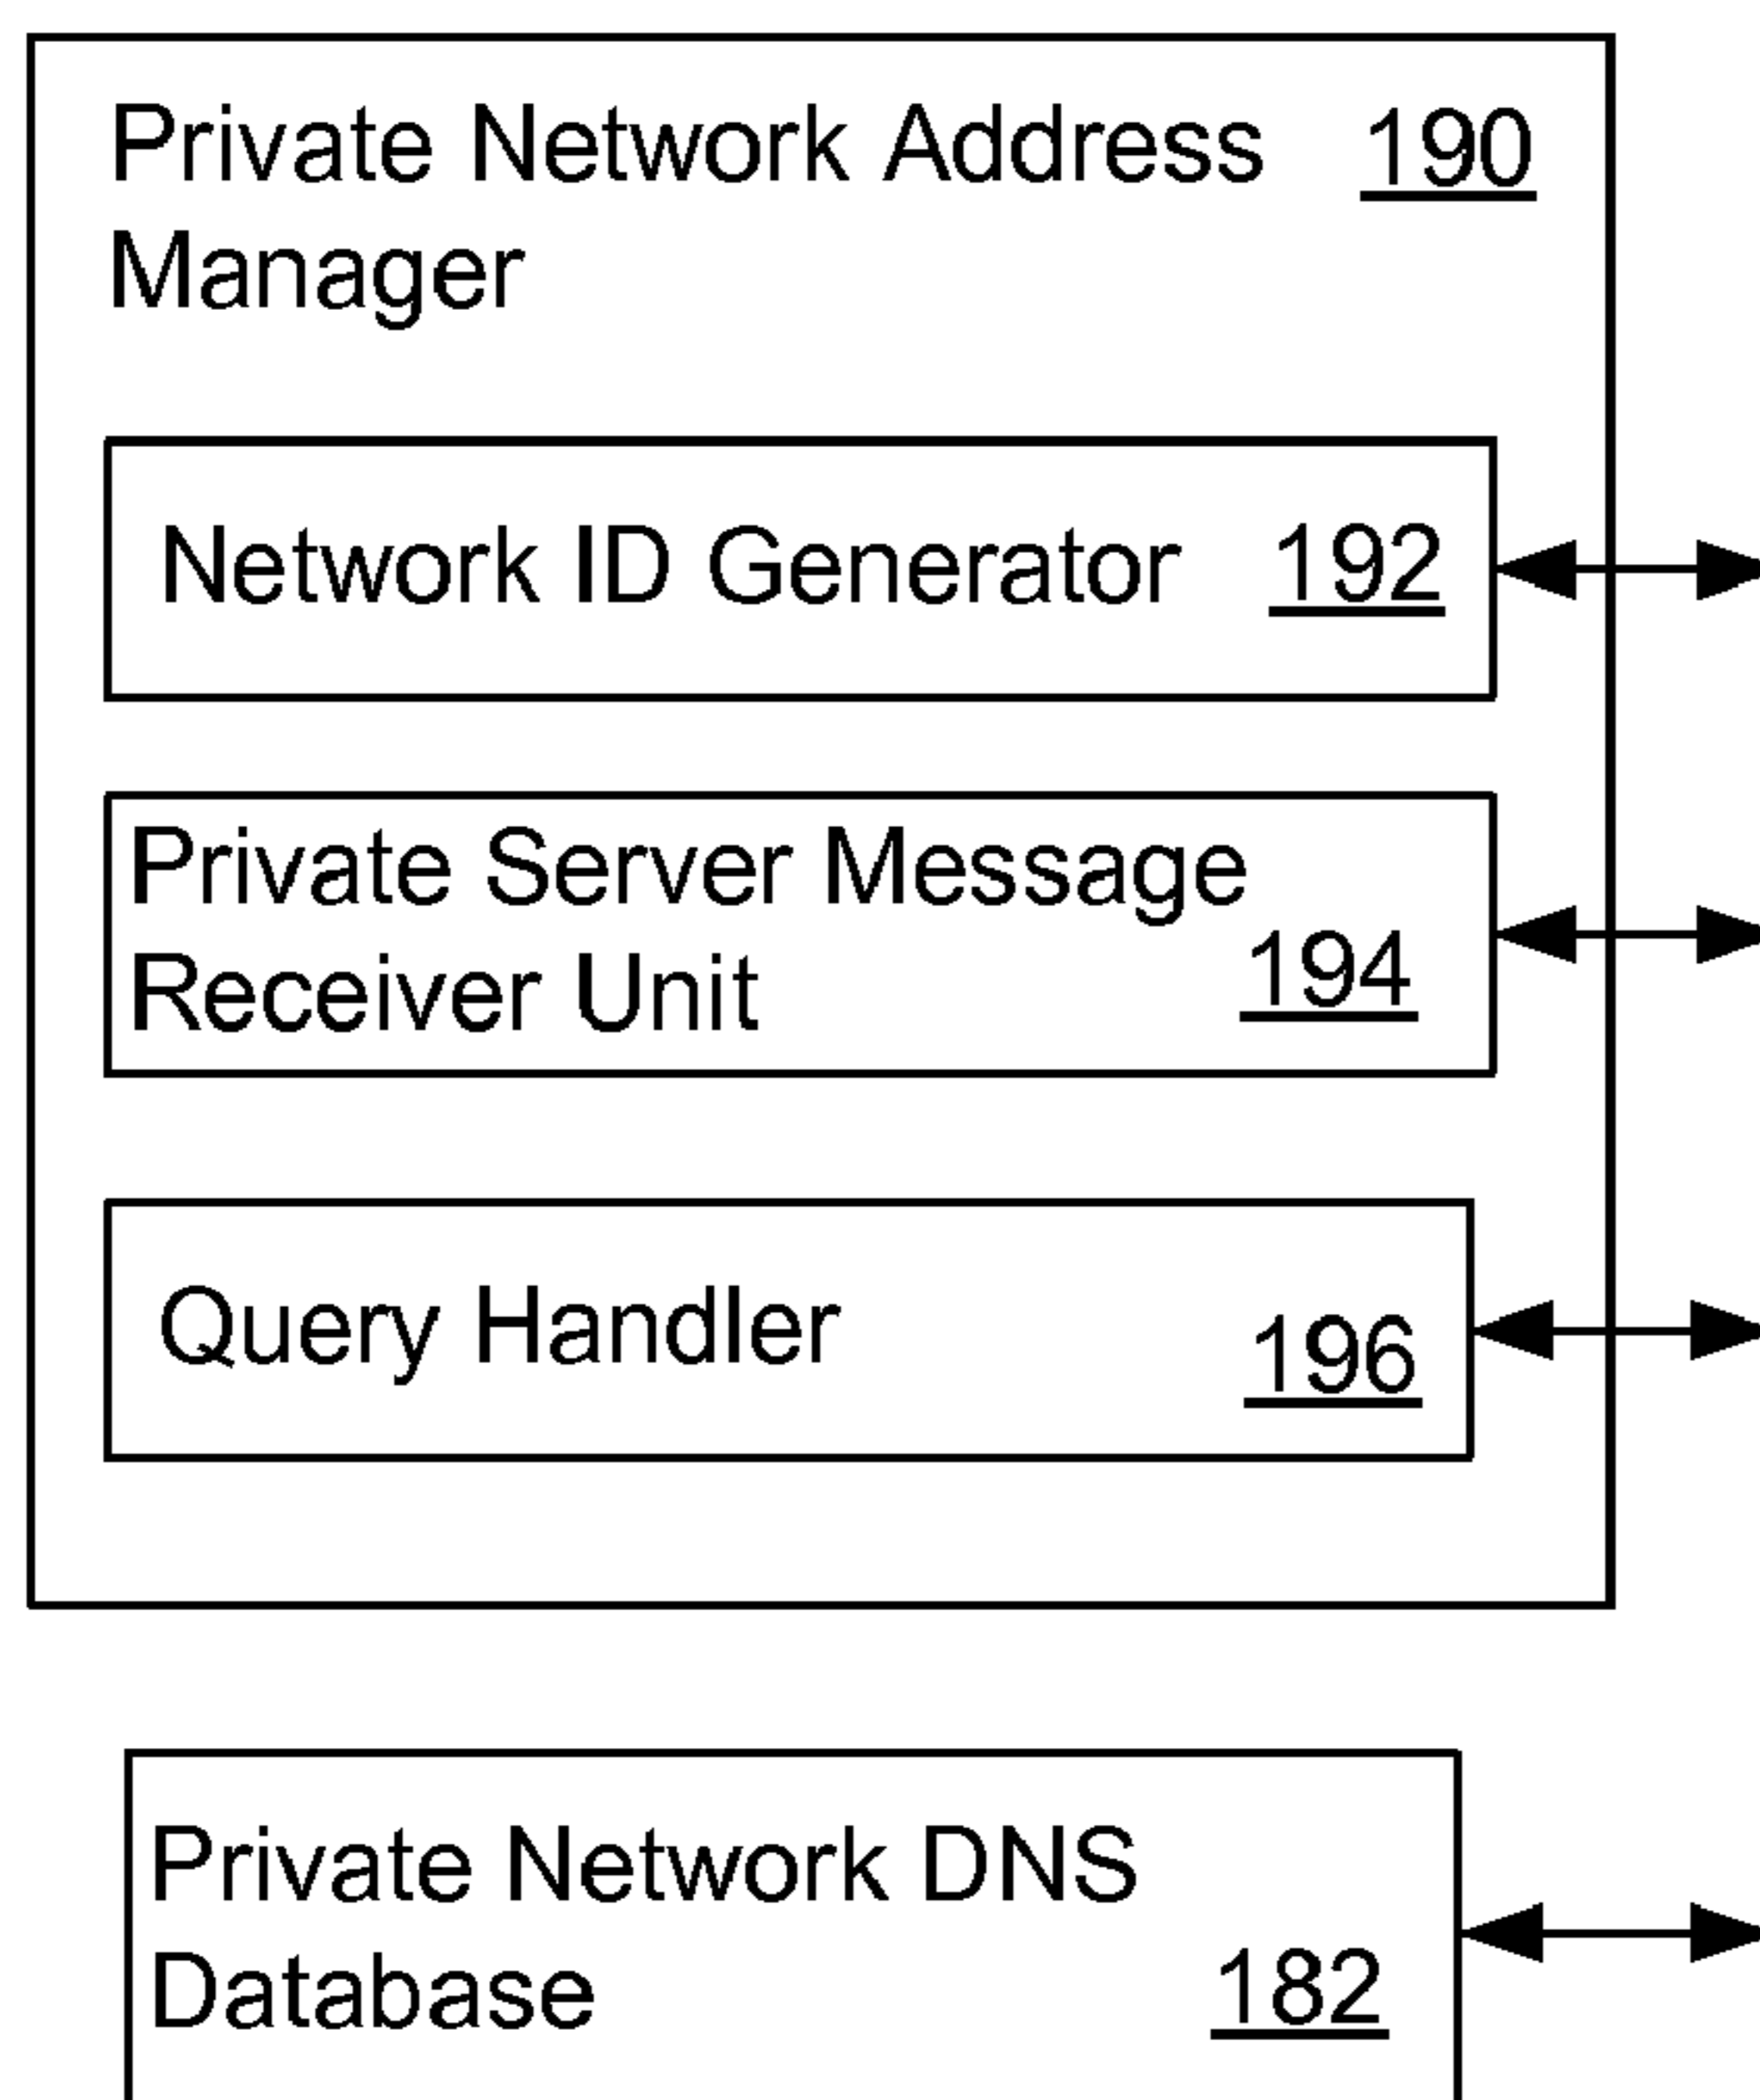 Private Network Address 190
Manager
Network ID Generator 192
Private Server Message
Receiver Unit 194
Query Handler 196
Private Network DNS
Database 182